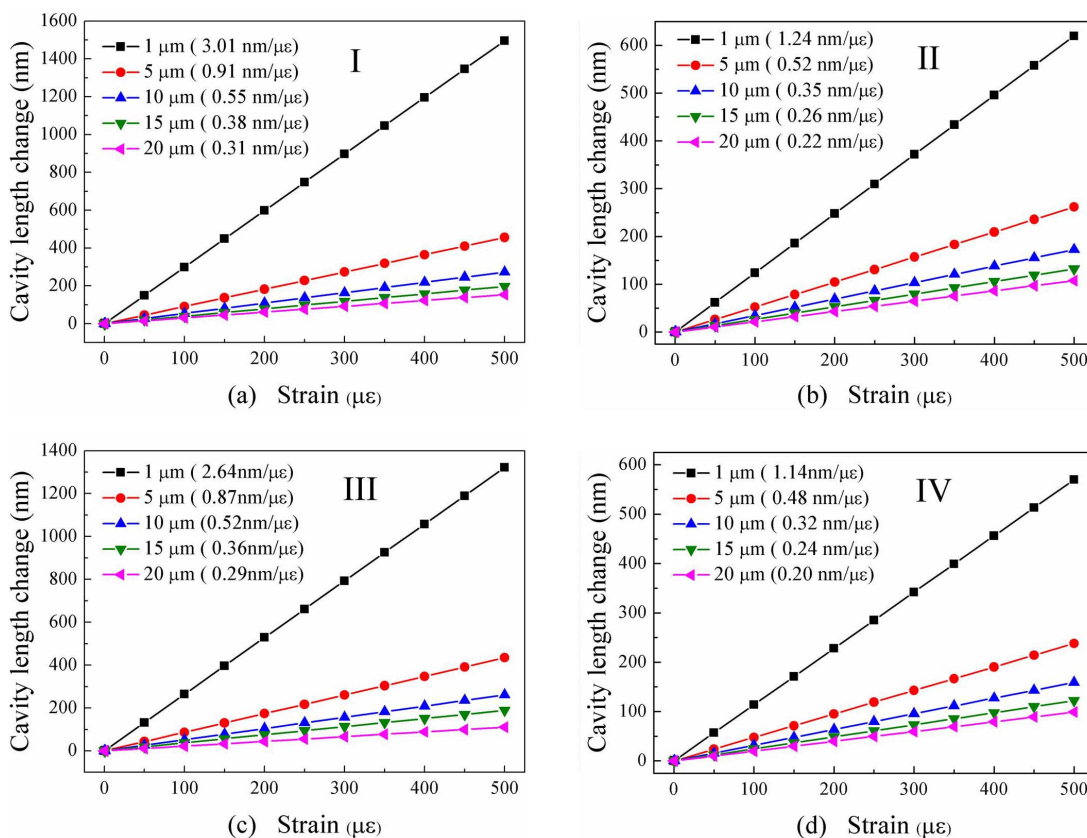 1600
1400
1200
1000
800
600
400
200
0
Cavity length change (nm)
1 μm ( 3.01 nm/με)
5 μm ( 0.91 nm/με)
10 μm ( 0.55 nm/με)
15 μm ( 0.38 nm/με)
20 μm ( 0.31 nm/με)
I
0 100 200 300 400 500
(a) Strain (με)
600
500
400
300
200
100
0
Cavity length change (nm)
1 μm ( 1.24 nm/με)
5 μm ( 0.52 nm/με)
10 μm ( 0.35 nm/με)
15 μm ( 0.26 nm/με)
20 μm ( 0.22 nm/με)
II
0 100 200 300 400 500
(b) Strain (με)
1400
1200
1000
800
600
400
200
0
Cavity length change (nm)
1 μm ( 2.64nm/με)
5 μm ( 0.87nm/με)
10 μm (0.52nm/με)
15 μm ( 0.36nm/με)
20 μm ( 0.29nm/με)
III
0 100 200 300 400 500
(c) Strain (με)
600
500
400
300
200
100
0
Cavity length change (nm)
1 μm ( 1.14nm/με)
5 μm ( 0.48 nm/με)
10 μm ( 0.32 nm/με)
15 μm ( 0.24 nm/με)
20 μm (0.20 nm/με)
IV
0 100 200 300 400 500
(d) Strain (με)